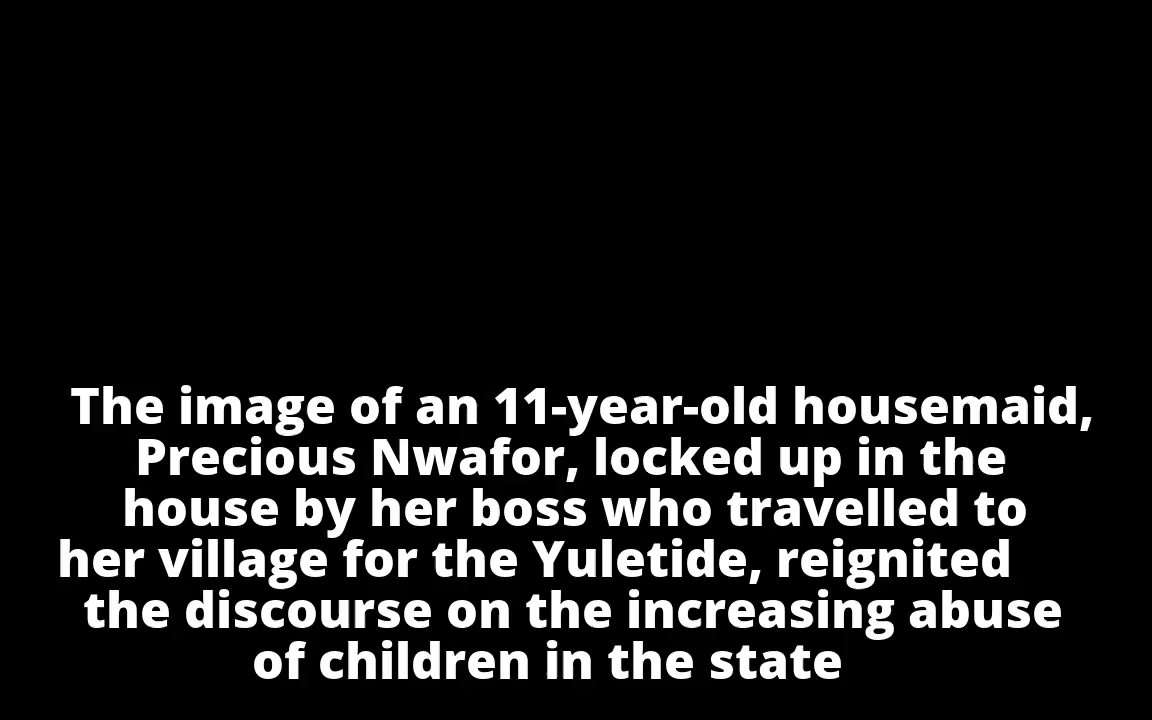 The image of an 11-year-old housemaid,
Precious Nwafor, locked up in the
house by her boss who travelled to
her village for the Yuletide, reignited
the discourse on the increasing abuse
of children in the state